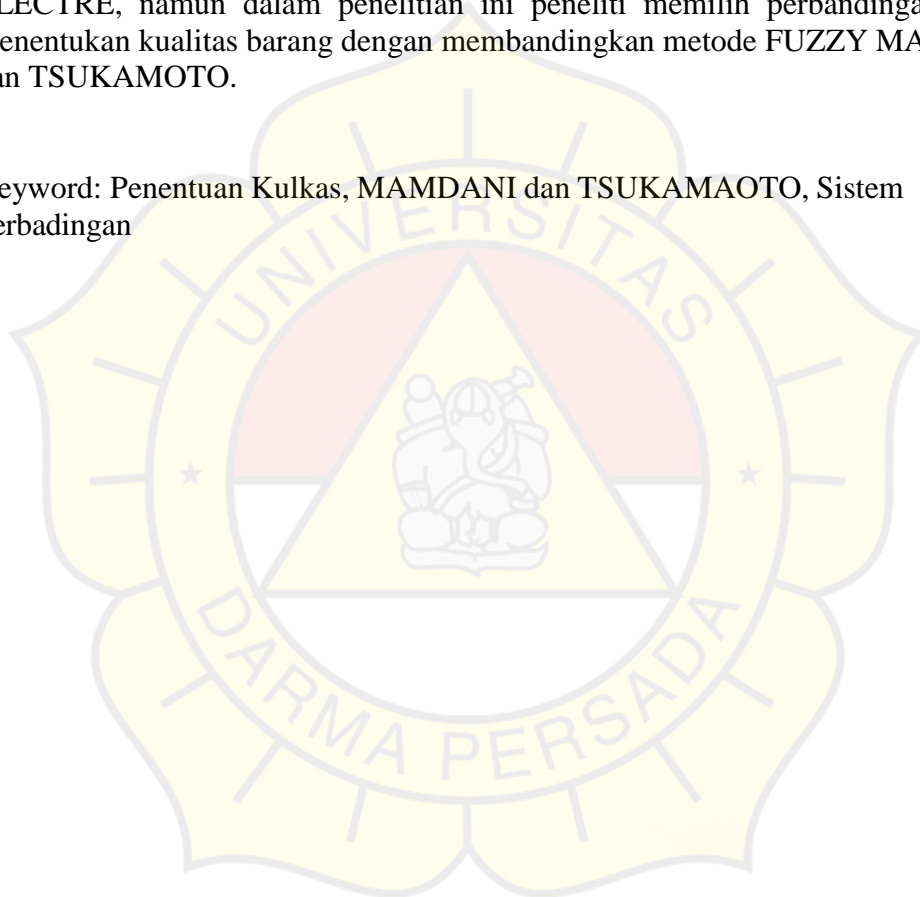 LECTRE, namun dalam penelitian ini peneliti memilih perbandinga
enentukan kualitas barang dengan membandingkan metode FUZZY MA
an TSUKAMOTO.
eyword: Penentuan Kulkas, MAMDANI dan TSUKAMAOTO, Sistem
erbadingan
UNIVERSITAS
DARMA PERSADA